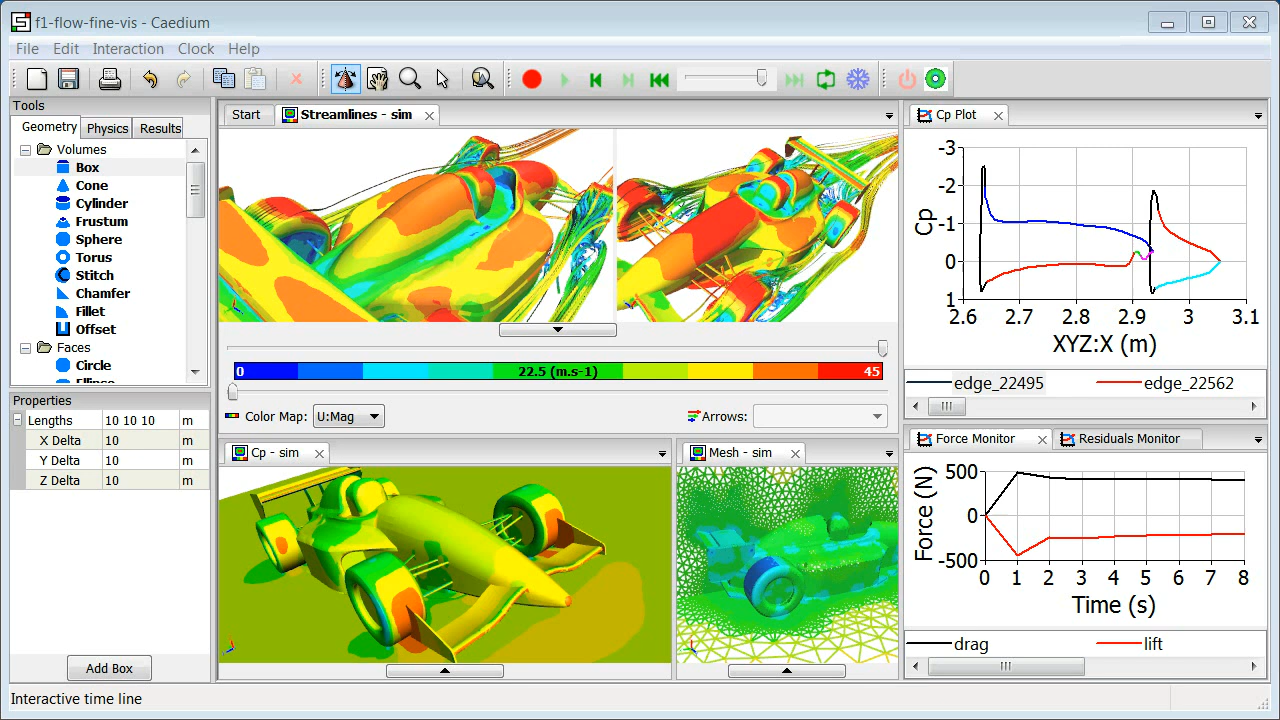 f1-flow-fine-vis - Caedium
File Edit Interaction Clock Help
Tools
Geometry Physics Results
Volumes
Box
Cone
Cylinder
Frustum
Sphere
Torus
Stitch
Chamfer
Fillet
Offset
Faces
Circle
Ellipse
Properties
Lengths 10 10 10 m
X Delta 10 m
Y Delta 10 m
Z Delta 10 m
Add Box
Start Streamlines - sim
0 22.5 (m.s-1) 45
Color Map: U:Mag Arrows:
Cp - sim
Mesh - sim
Cp Plot
Cp
-3
-2
-1
0
1
2.6 2.7 2.8 2.9 3 3.1
XYZ:X (m)
edge_22495 edge_22562
Force Monitor Residuals Monitor
Force (N)
500
0
-500
0 1 2 3 4 5 6 7 8
Time (s)
drag lift
Interactive time line